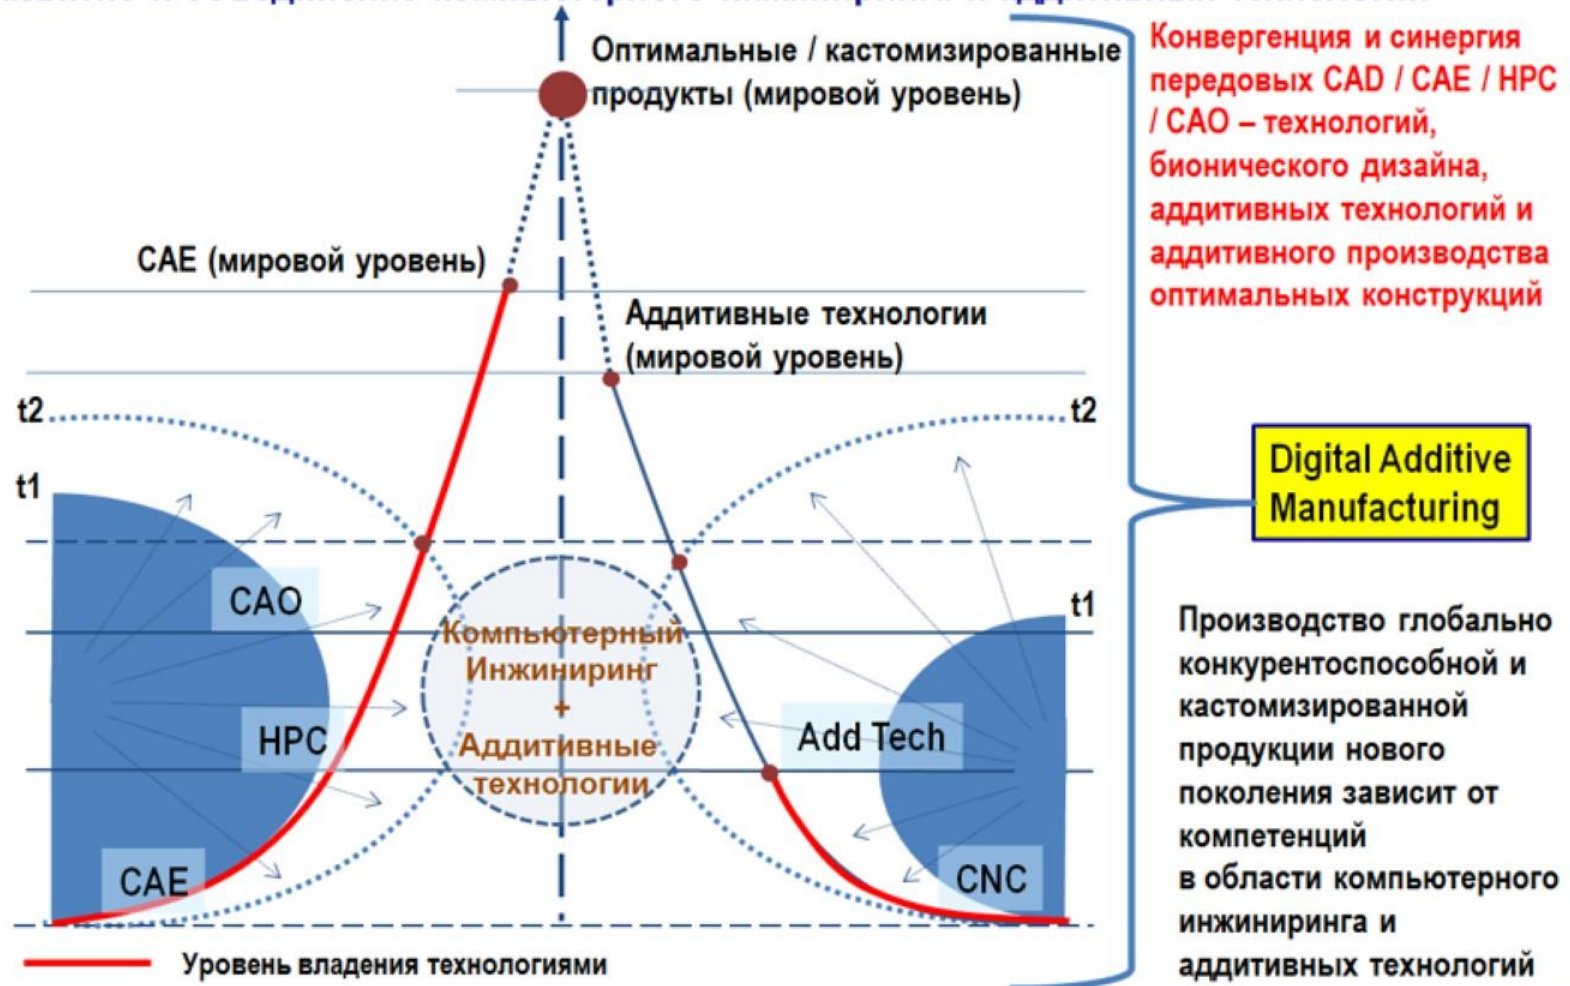 Оптимальные / кастомизированные
продукты (мировой уровень)
Конвергенция и синергия
передовых CAD / CAE / HPC
/ CAO – технологий,
бионического дизайна,
аддитивных технологий и
аддитивного производства
оптимальных конструкций
CAE (мировой уровень)
Аддитивные технологии
(мировой уровень)
t2
t2
t1
t1
Digital Additive
Manufacturing
CAO
HPC
CAE
Компьютерный
Инжиниринг
+
Аддитивные
технологии
Add Tech
CNC
Производство глобально
конкурентоспособной и
кастомизированной
продукции нового
поколения зависит от
компетенций
в области компьютерного
инжиниринга и
аддитивных технологий
Уровень владения технологиями